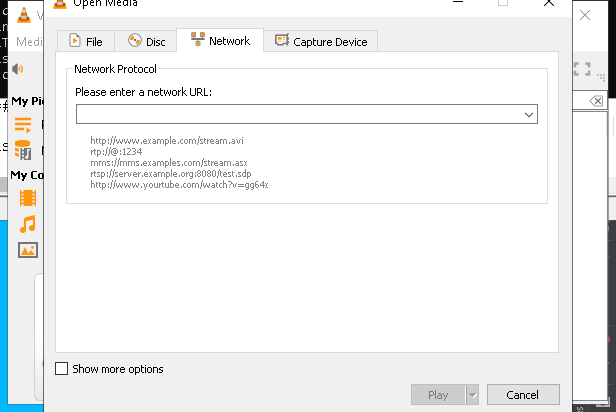 Open Media
Medi
File
Disc
Network
Capture Device
Network Protocol
Please enter a network URL:
http://www.example.com/stream.avi
rtp://@:1234
mms://mms.examples.com/stream.asx
rtsp://server.example.org:8080/test.sdp
http://www.yourtube.com/watch?v=gg64x
My Pi
My Co
Show more options
Play
Cancel